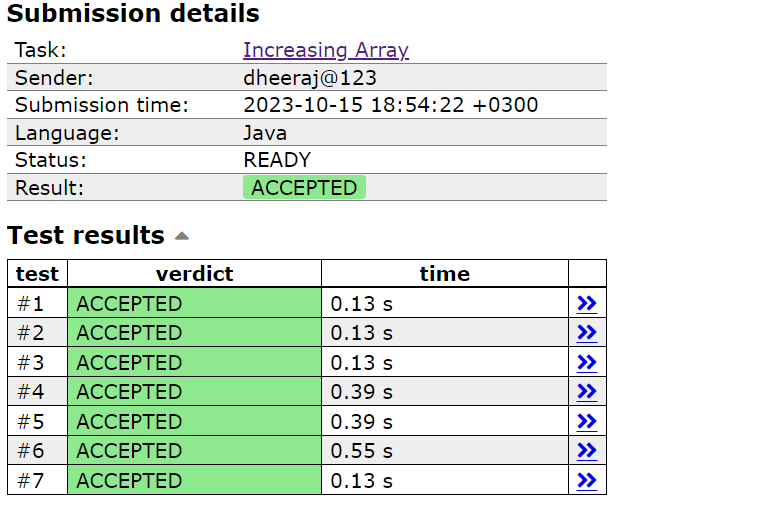 Submission details
Task: Increasing Array
Sender: dheeraj@123
Submission time: 2023-10-15 18:54:22 +0300
Language: Java
Status: READY
Result: ACCEPTED
Test results
test verdict time
#1 ACCEPTED 0.13 s »
#2 ACCEPTED 0.13 s »
#3 ACCEPTED 0.13 s »
#4 ACCEPTED 0.39 s »
#5 ACCEPTED 0.39 s »
#6 ACCEPTED 0.55 s »
#7 ACCEPTED 0.13 s »